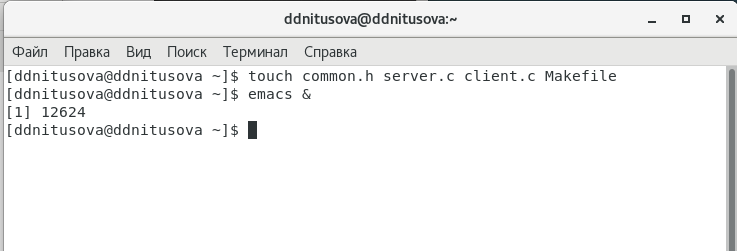 ddnitusova@ddnitusova:~
Файл Правка Вид Поиск Терминал Справка
[ddnitusova@ddnitusova ~]$ touch common.h server.c client.c Makefile
[ddnitusova@ddnitusova ~]$ emacs &
[1] 12624
[ddnitusova@ddnitusova ~]$